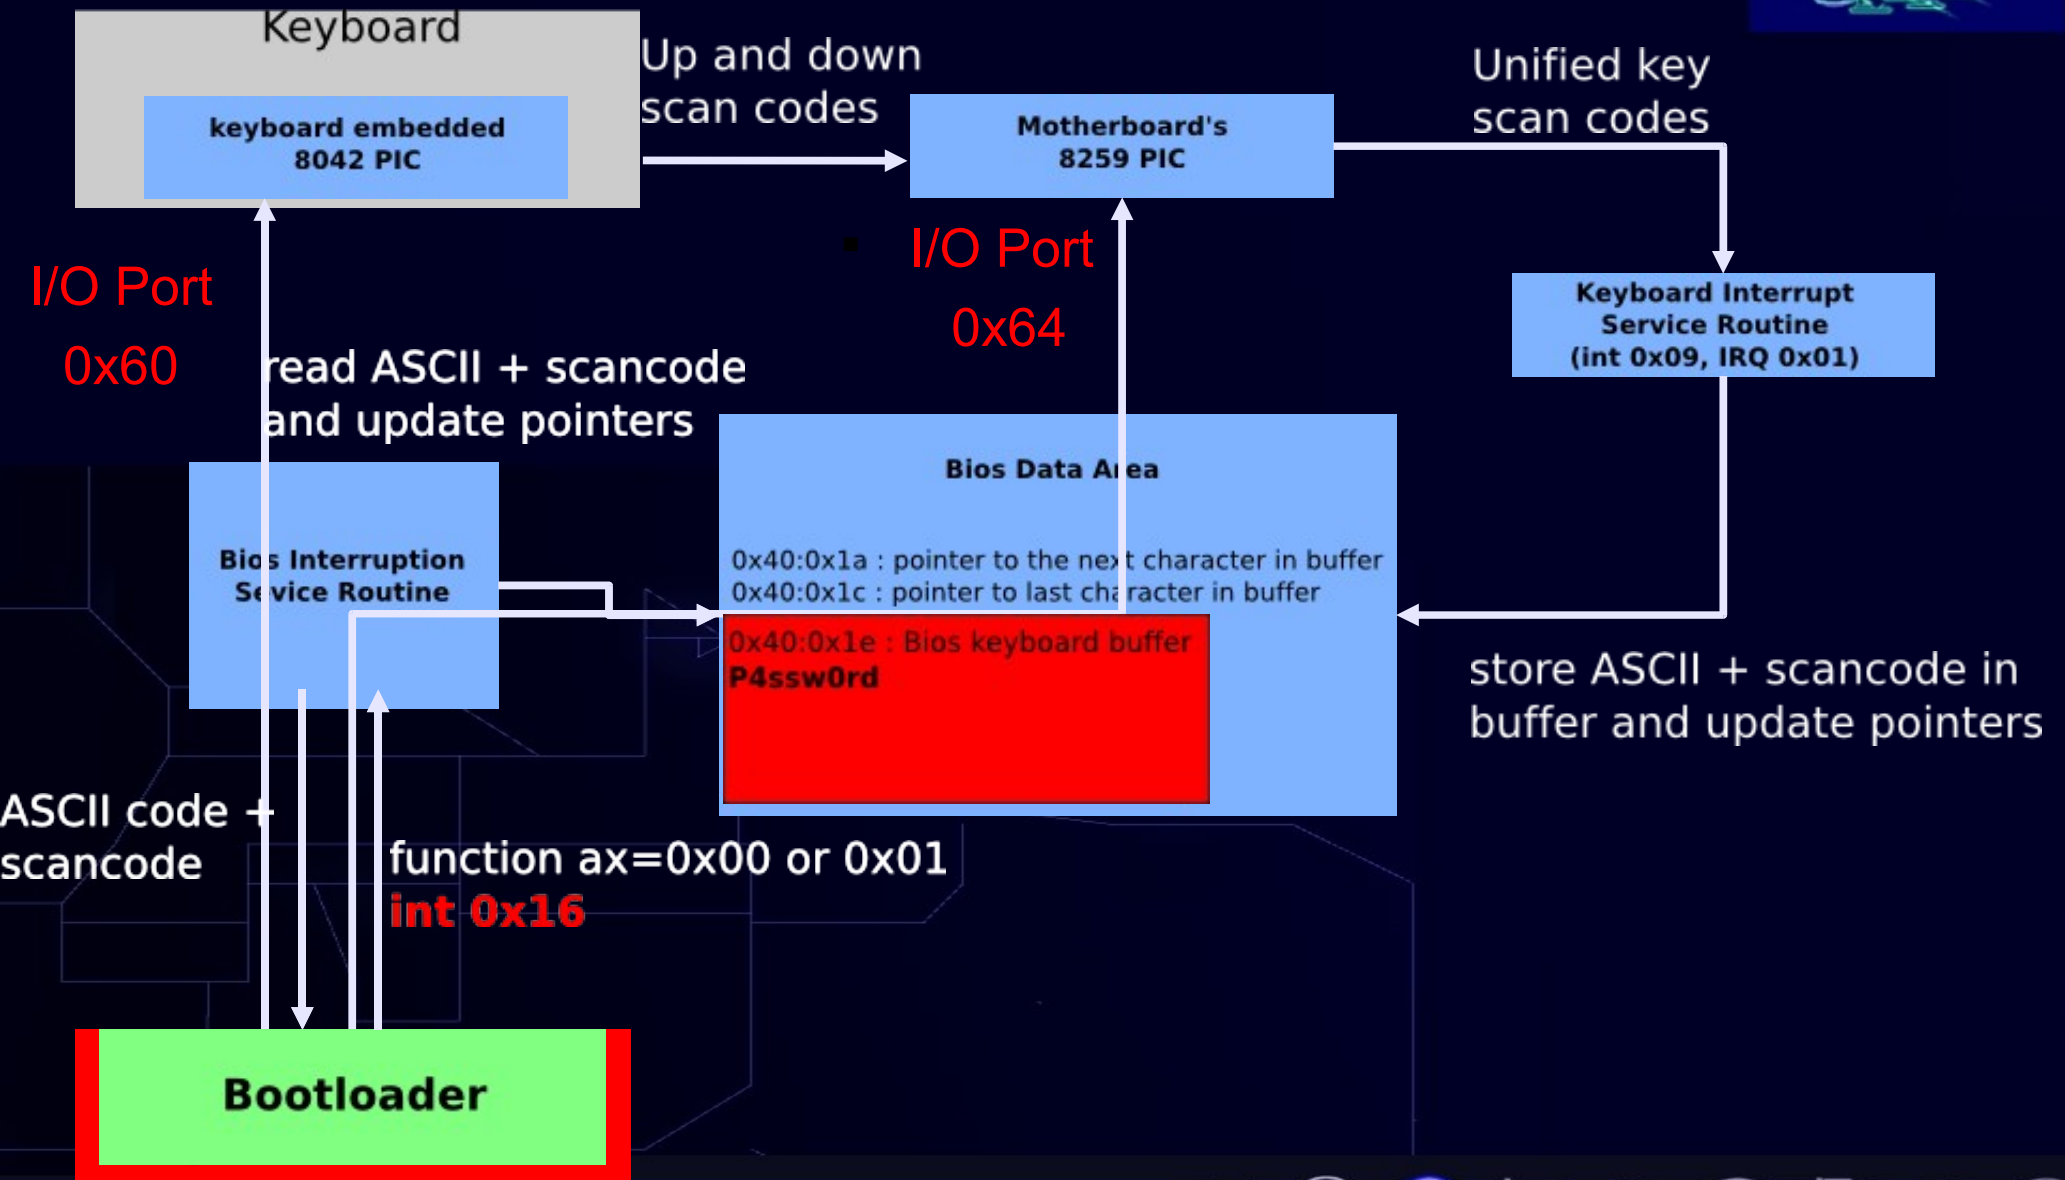 Keyboard
keyboard embedded
8042 PIC
Up and down
scan codes
Motherboard's
8259 PIC
Unified key
scan codes
I/O Port
0x60
I/O Port
0x64
Keyboard Interrupt
Service Routine
(int 0x09, IRQ 0x01)
read ASCII + scancode
and update pointers
Bios Interruption
Sevice Routine
Bios Data Area
0x40:0x1a : pointer to the next character in buffer
0x40:0x1c : pointer to last character in buffer
0x40:0x1e : Bios keyboard buffer
P4ssw0rd
store ASCII + scancode in
buffer and update pointers
ASCII code +
scancode
function ax=0x00 or 0x01
int 0x16
Bootloader